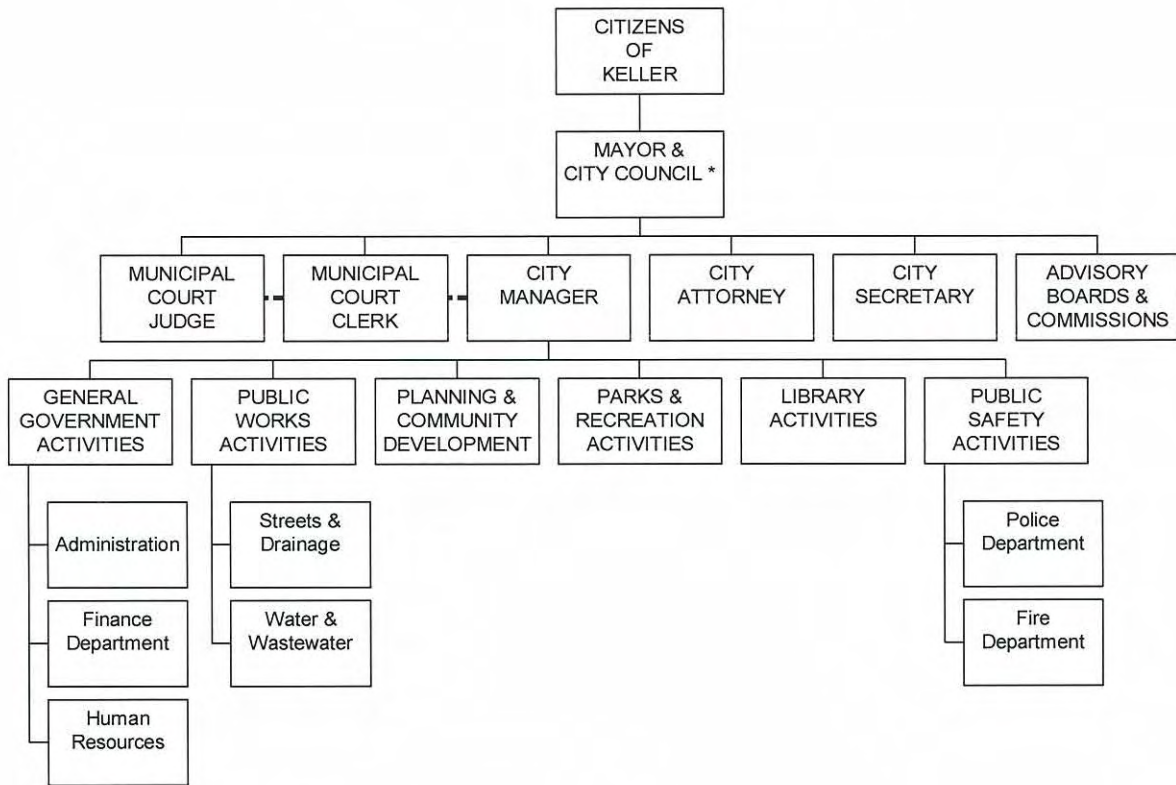 CITIZENS
OF
KELLER
MAYOR &
CITY COUNCIL *
MUNICIPAL
COURT
JUDGE
MUNICIPAL
COURT
CLERK
CITY
MANAGER
CITY
ATTORNEY
CITY
SECRETARY
ADVISORY
BOARDS &
COMMISSIONS
GENERAL
GOVERNMENT
ACTIVITIES
PUBLIC
WORKS
ACTIVITIES
PLANNING &
COMMUNITY
DEVELOPMENT
PARKS &
RECREATION
ACTIVITIES
LIBRARY
ACTIVITIES
PUBLIC
SAFETY
ACTIVITIES
Administration
Finance
Department
Human
Resources
Streets &
Drainage
Water &
Wastewater
Police
Department
Fire
Department